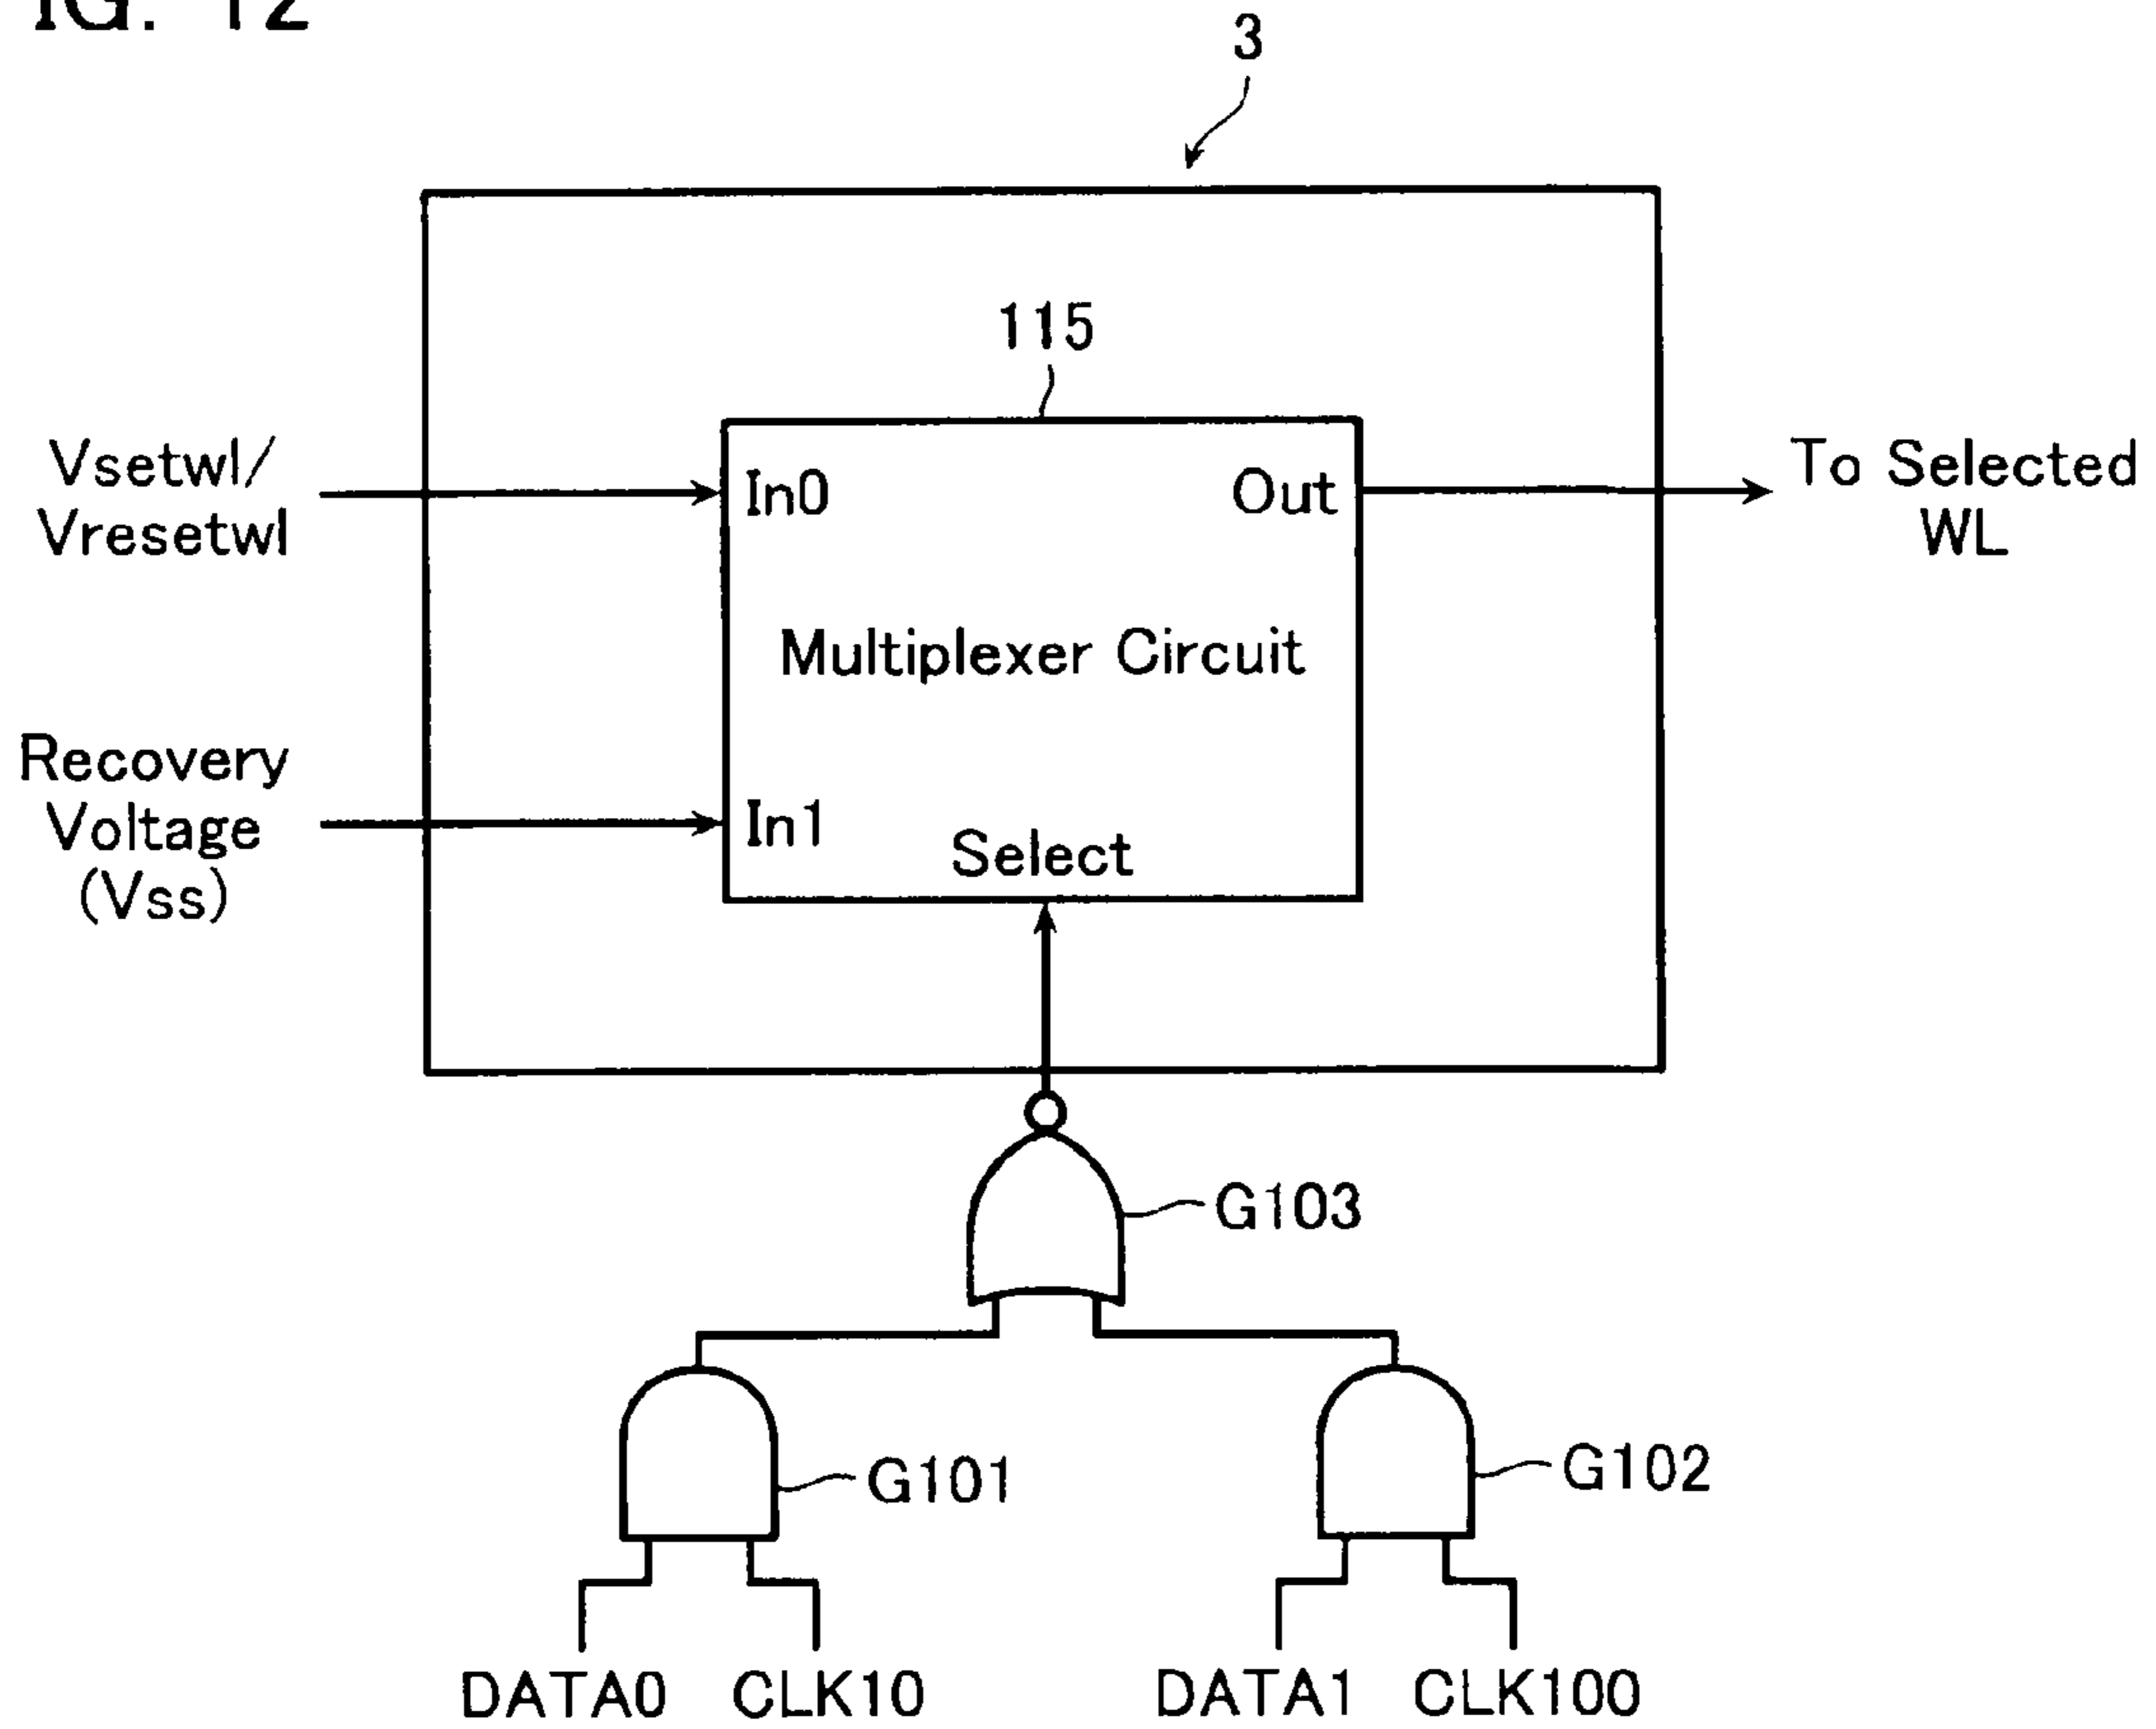 IG. 12
3
115
Vsetwl/
Vresetwl
In0
Out
To Selected
WL
Multiplexer Circuit
Recovery
Voltage
(Vss)
In1
Select
G103
G101
G102
DATA0
CLK10
DATA1
CLK100